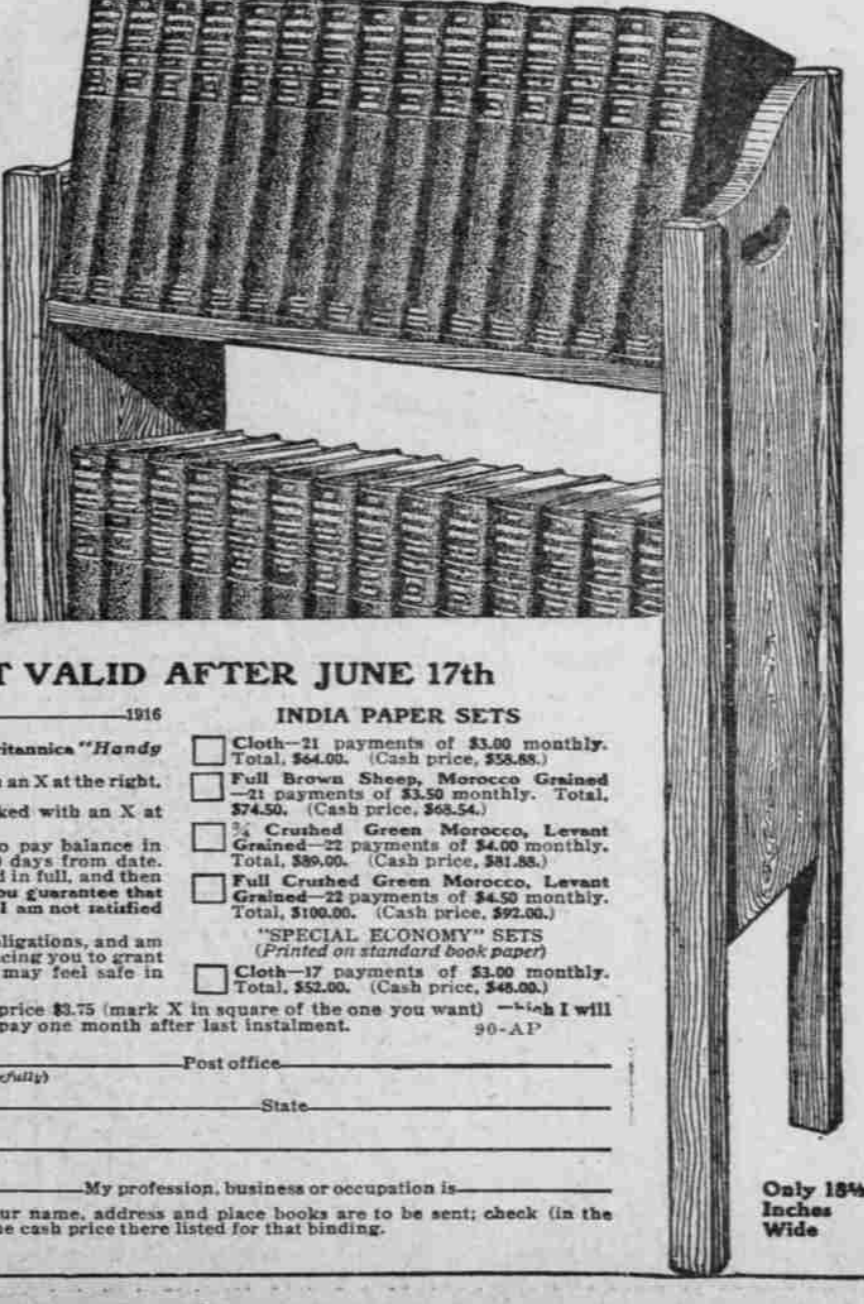 T VALID AFTER JUNE 17th
1916
ritannica "Handy
an X at the right.
ked with an X at
o pay balance in
days from date.
d in full, and then
ou guarantee that
I am not satisfied
ligations, and am
cing you to grant
may feel safe in
INDIA PAPER SETS
Cloth—21 payments of $3.00 monthly.
Total, $64.00. (Cash price, $58.88.)
Full Brown Sheep, Morocco Grained
—21 payments of $3.50 monthly. Total,
$74.50. (Cash price, $68.54.)
¾ Crushed Green Morocco, Levant
Grained—22 payments of $4.00 monthly.
Total, $89.00. (Cash price, $81.88.)
Full Crushed Green Morocco, Levant
Grained—22 payments of $4.50 monthly.
Total, $100.00. (Cash price, $92.00.)
"SPECIAL ECONOMY" SETS
(Printed on standard book paper)
Cloth—17 payments of $3.00 monthly.
Total, $52.00. (Cash price, $48.00.)
price $3.75 (mark X in square of the one you want) I will
pay one month after last instalment. 90-AP
Post office
efully)
State
My profession, business or occupation is
ur name, address and place books are to be sent; check (in the
e cash price there listed for that binding.
Only
Inches
Wide